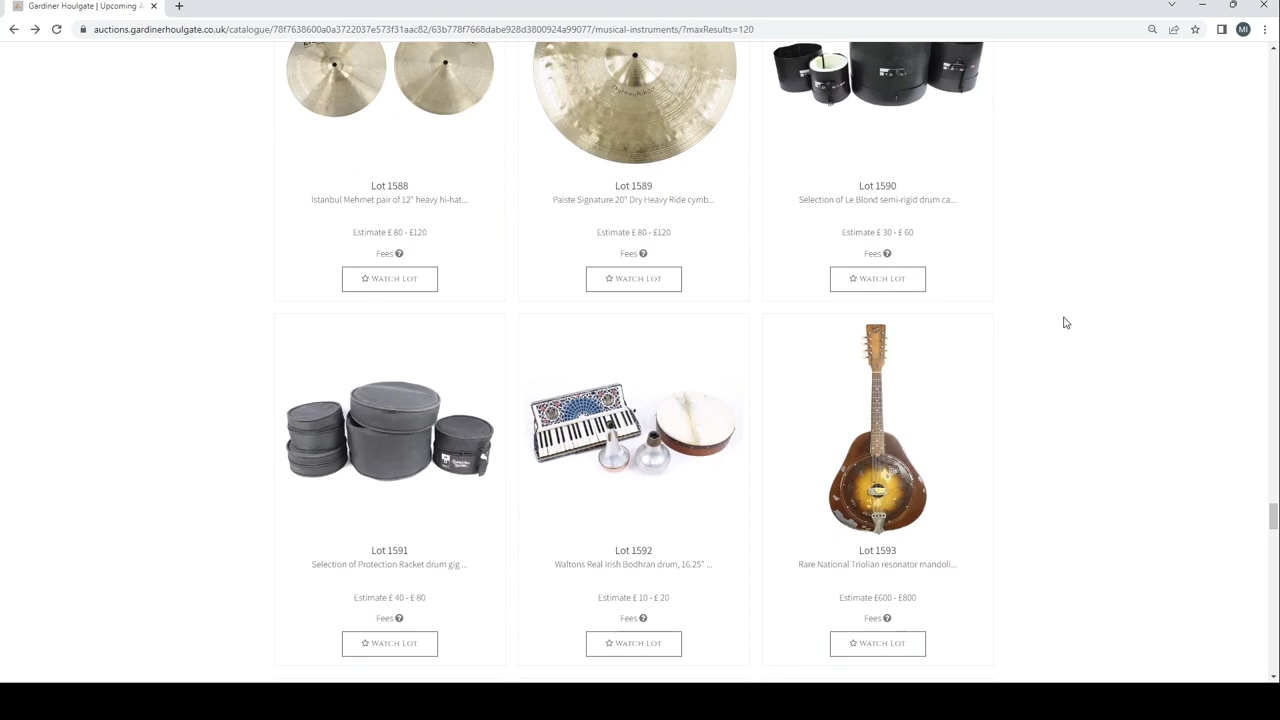 Gardiner Houlgate | Upcoming A
auctions.gardinerhoulgate.co.uk/catalogue/78f7638600a0a3722037e573f31aac82/63b778f7668dabe928d3800924a99077/musical-instruments/?maxResults=120
MI
Lot 1588
Istanbul Mehmet pair of 12" heavy hi-hat...
Estimate £ 80 - £120
Fees
WATCH LOT
Lot 1589
Paiste Signature 20" Dry Heavy Ride cymb...
Estimate £ 80 - £120
Fees
WATCH LOT
Lot 1590
Selection of Le Blond semi-rigid drum ca...
Estimate £ 30 - £ 60
Fees
WATCH LOT
Lot 1591
Selection of Protection Racket drum gig ...
Estimate £ 40 - £ 80
Fees
WATCH LOT
Lot 1592
Waltons Real Irish Bodhran drum, 16.25" ...
Estimate £ 10 - £ 20
Fees
WATCH LOT
Lot 1593
Rare National Triolian resonator mandoli...
Estimate £600 - £800
Fees
WATCH LOT